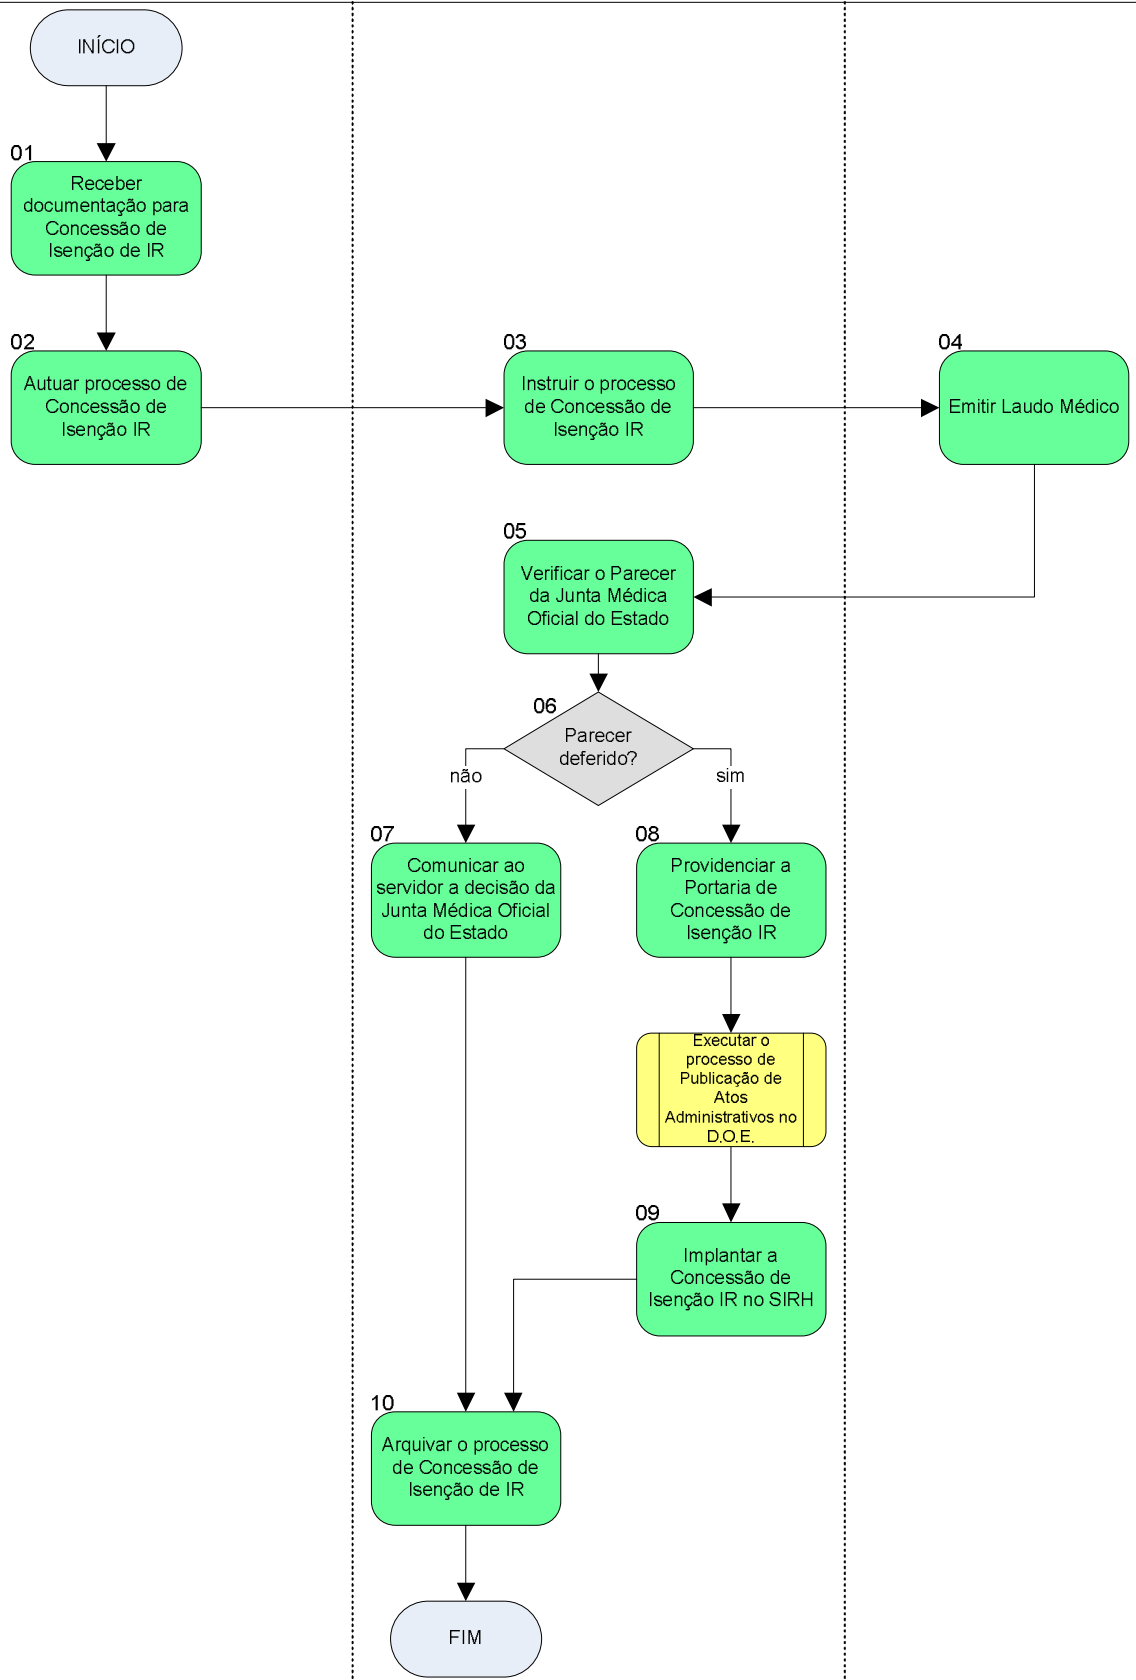 INÍCIO
01
Receber
documentação para
Concessão de
Isenção de IR
02
Autuar processo de
Concessão de
Isenção IR
03
Instruir o processo
de Concessão de
Isenção IR
04
Emitir Laudo Médico
05
Verificar o Parecer
da Junta Médica
Oficial do Estado
06
Parecer
deferido?
não
sim
07
Comunicar ao
servidor a decisão da
Junta Médica Oficial
do Estado
08
Providenciar a
Portaria de
Concessão de
Isenção IR
Executar o
processo de
Publicação de
Atos
Administrativos no
D.O.E.
09
Implantar a
Concessão de
Isenção IR no SIRH
10
Arquivar o processo
de Concessão de
Isenção de IR
FIM